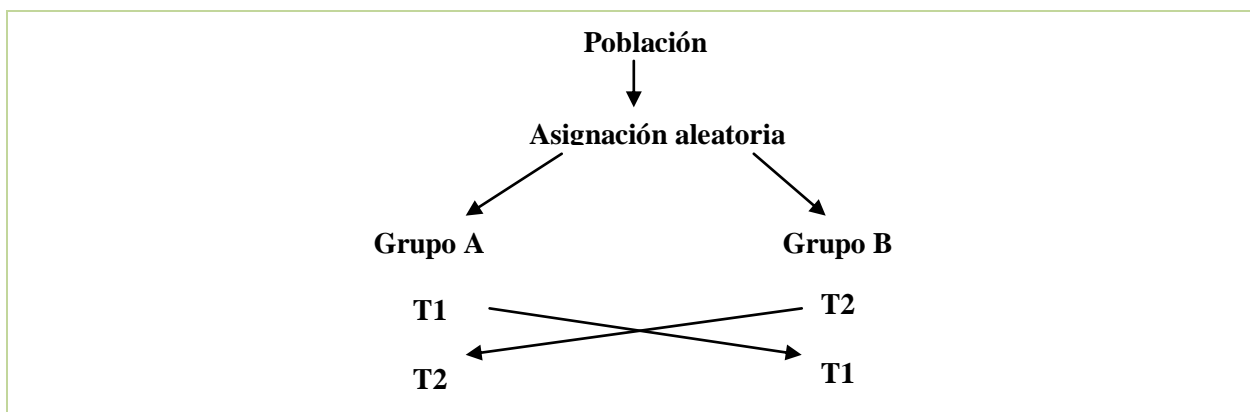 Población
Asignación aleatoria
Grupo A Grupo B
T1 T2
T2 T1